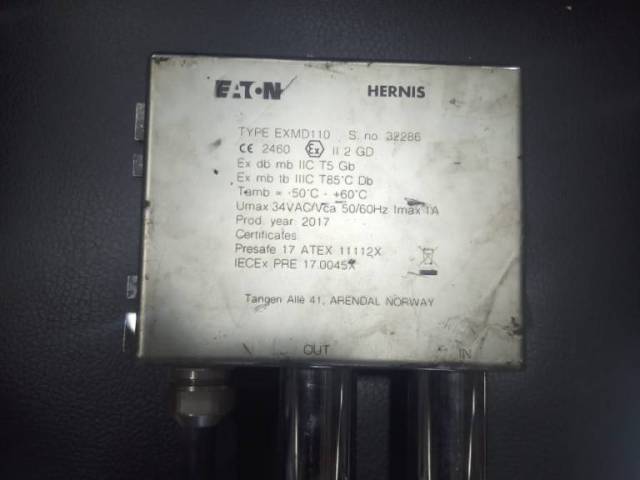 EATON HERNIS
TYPE EXMD110 S. no 32286
CE 2460 Ex II 2 GD
Ex db mb IIC T5 Gb
Ex mb tb IIIC T85°C Db
Tamb = -50°C - +60°C
Umax 34VAC/Vca 50/60Hz Imax 1A
Prod. year 2017
Certificates
Presafe 17 ATEX 11112X
IECEx PRE 17.0045X
Tangen Allé 41, ARENDAL NORWAY
OUT IN